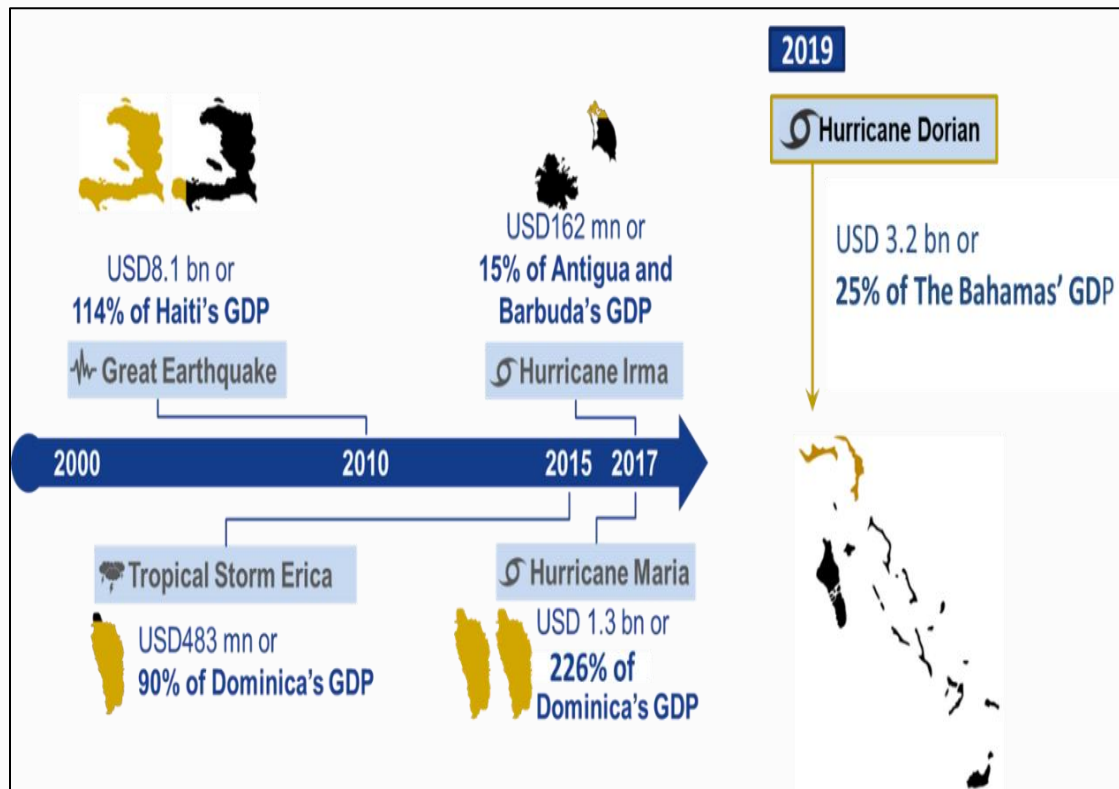 2019
Hurricane Dorian
USD 3.2 bn or
25% of The Bahamas' GDP
USD8.1 bn or
114% of Haiti's GDP
Great Earthquake
USD162 mn or
15% of Antigua and
Barbuda's GDP
Hurricane Irma
2000
2010
2015
2017
Tropical Storm Erica
USD483 mn or
90% of Dominica's GDP
Hurricane Maria
USD 1.3 bn or
226% of
Dominica's GDP